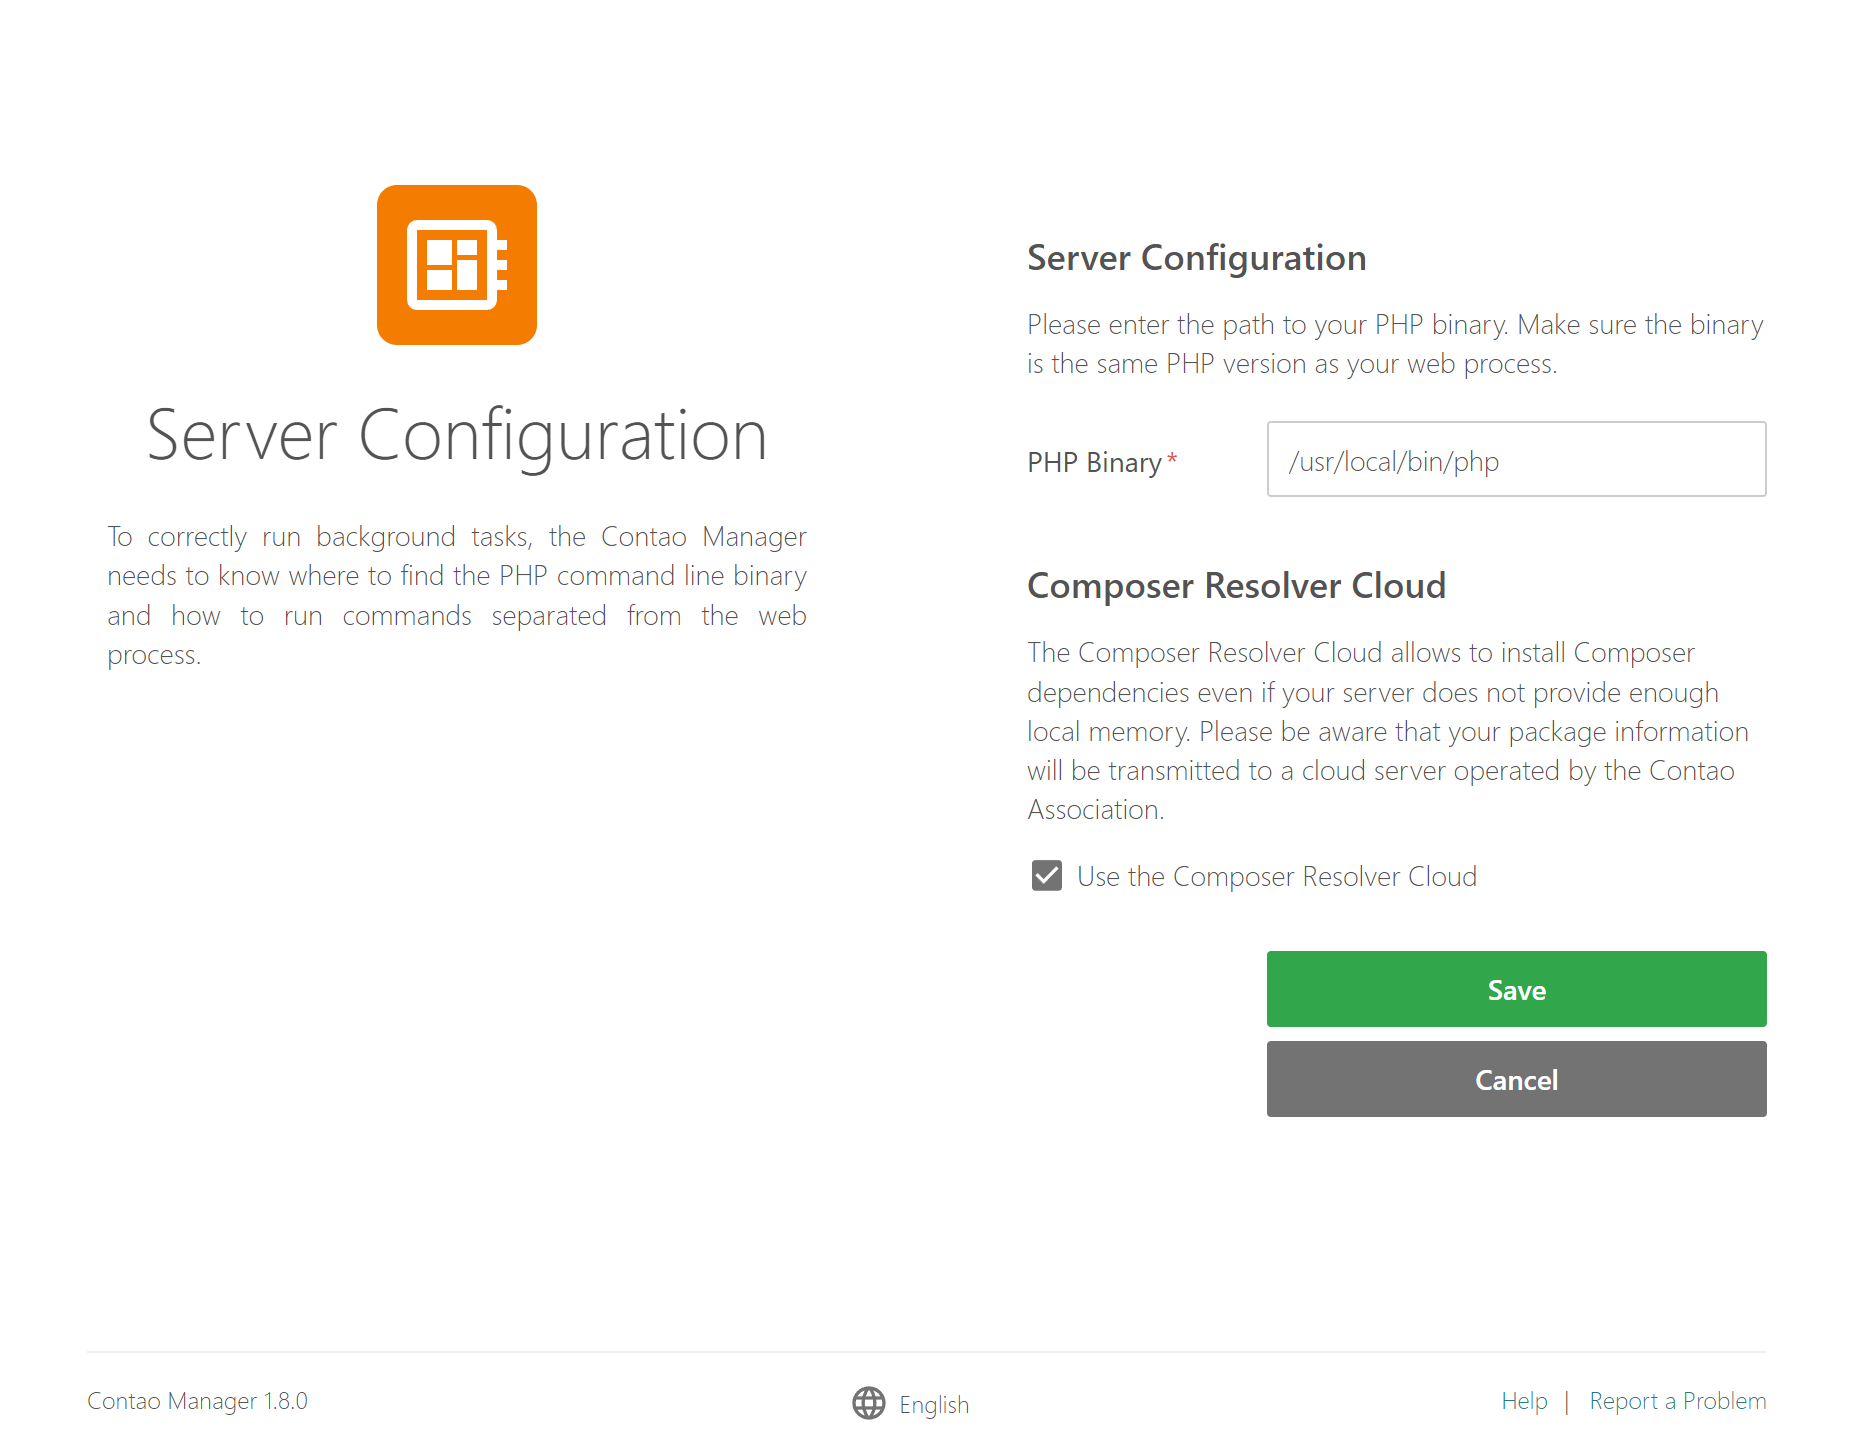 Server Configuration
To correctly run background tasks, the Contao Manager
needs to know where to find the PHP command line binary
and how to run commands separated from the web
process.
Server Configuration
Please enter the path to your PHP binary. Make sure the binary
is the same PHP version as your web process.
PHP Binary*
/usr/local/bin/php
Composer Resolver Cloud
The Composer Resolver Cloud allows to install Composer
dependencies even if your server does not provide enough
local memory. Please be aware that your package information
will be transmitted to a cloud server operated by the Contao
Association.
Use the Composer Resolver Cloud
Save
Cancel
Contao Manager 1.8.0
English
Help | Report a Problem